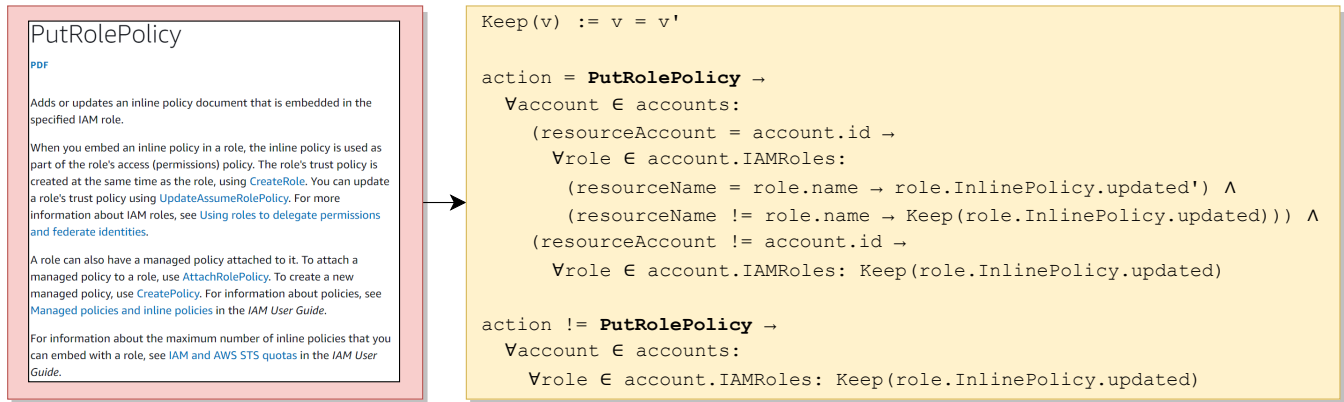 PutRolePolicy
PDF
Adds or updates an inline policy document that is embedded in the
specified IAM role.
When you embed an inline policy in a role, the inline policy is used as
part of the role's access (permissions) policy. The role's trust policy is
created at the same time as the role, using CreateRole. You can update
a role's trust policy using UpdateAssumeRolePolicy. For more
information about IAM roles, see Using roles to delegate permissions
and federate identities.
A role can also have a managed policy attached to it. To attach a
managed policy to a role, use AttachRolePolicy. To create a new
managed policy, use CreatePolicy. For information about policies, see
Managed policies and inline policies in the IAM User Guide.
For information about the maximum number of inline policies that you
can embed with a role, see IAM and AWS STS quotas in the IAM User
Guide.
Keep(v) := v = v'
action = PutRolePolicy →
∀account ∈ accounts:
(resourceAccount = account.id →
∀role ∈ account.IAMRoles:
(resourceName = role.name → role.InlinePolicy.updated') ∧
(resourceName != role.name → Keep(role.InlinePolicy.updated))) ∧
(resourceAccount != account.id →
∀role ∈ account.IAMRoles: Keep(role.InlinePolicy.updated)
action != PutRolePolicy →
∀account ∈ accounts:
∀role ∈ account.IAMRoles: Keep(role.InlinePolicy.updated)